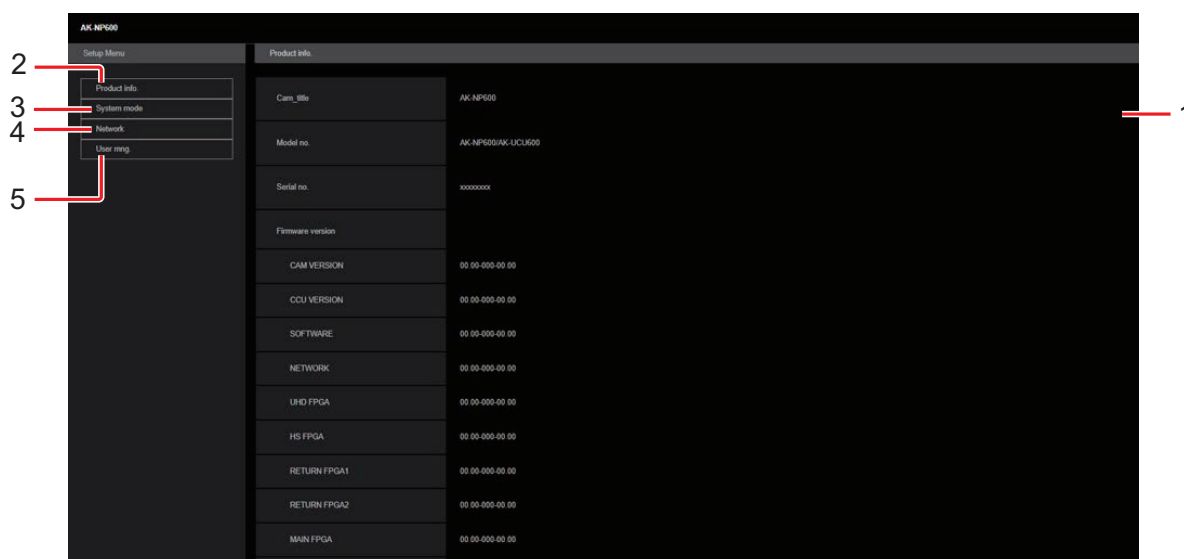 AK-NP600
Setup Menu
Product info.
2
Product info.
3
System mode
4
Network
User mng.
5
1
Cam_title AK-NP600
Model no. AK-NP600/AK-UCU600
Serial no. xxxxxxxx
Firmware version
CAM VERSION 00.00-000-00.00
CCU VERSION 00.00-000-00.00
SOFTWARE 00.00-000-00.00
NETWORK 00.00-000-00.00
UHD FPGA 00.00-000-00.00
HS FPGA 00.00-000-00.00
RETURN FPGA1 00.00-000-00.00
RETURN FPGA2 00.00-000-00.00
MAIN FPGA 00.00-000-00.00